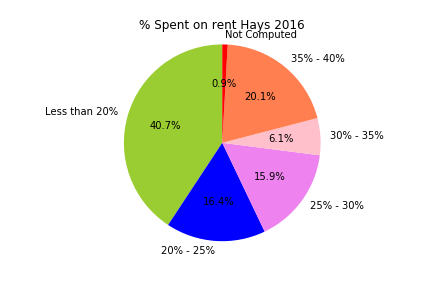 % Spent on rent Hays 2016
Not Computed
35% - 40%
0.9%
20.1%
Less than 20%
40.7%
6.1%
30% - 35%
15.9%
16.4%
25% - 30%
20% - 25%